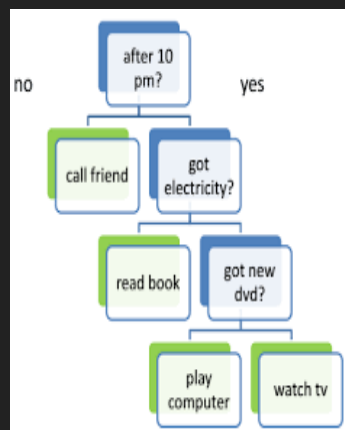 after 10
pm?
no
yes
call friend
got
electricity?
read book
got new
dvd?
play
computer
watch tv